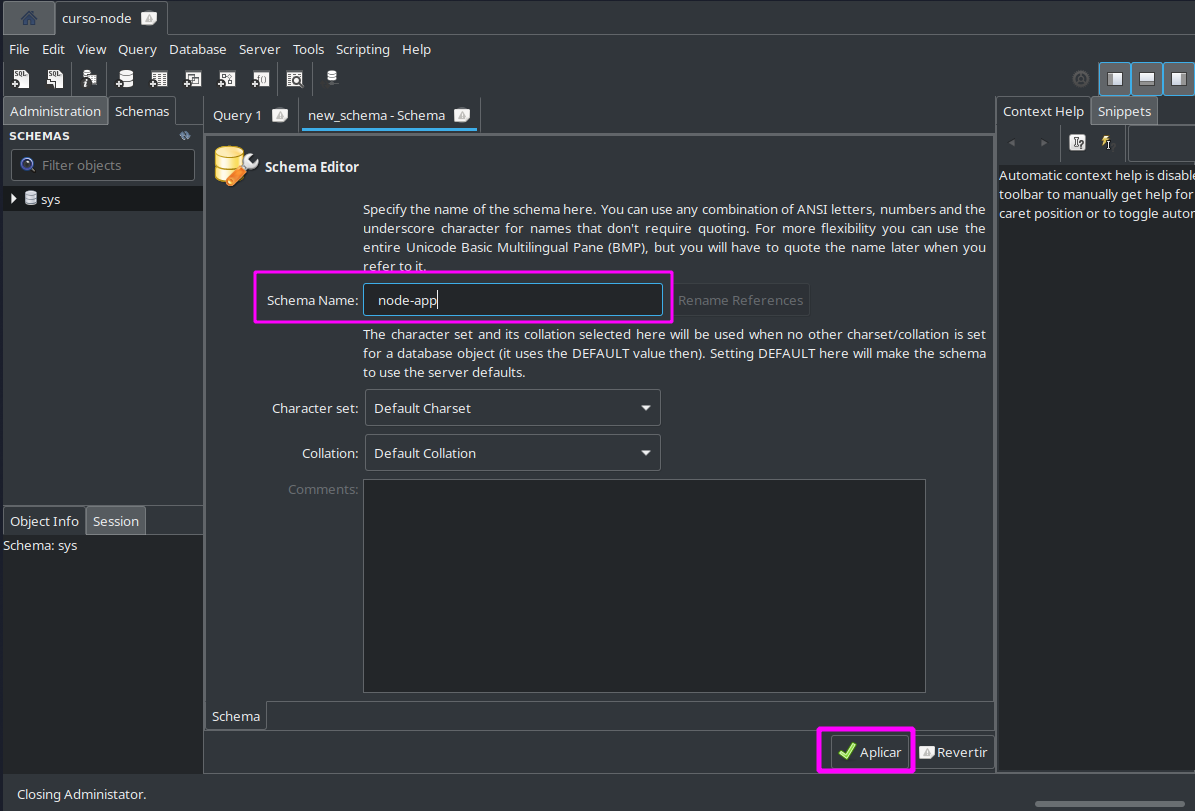 curso-node
File Edit View Query Database Server Tools Scripting Help
Administration Schemas
SCHEMAS
Filter objects
sys
Object Info Session
Schema: sys
Query 1 new_schema - Schema
Schema Editor
Specify the name of the schema here. You can use any combination of ANSI letters, numbers and the
underscore character for names that don't require quoting. For more flexibility you can use the
entire Unicode Basic Multilingual Pane (BMP), but you will have to quote the name later when you
refer to it.
Schema Name: node-app Rename References
The character set and its collation selected here will be used when no other charset/collation is set
for a database object (it uses the DEFAULT value then). Setting DEFAULT here will make the schema
to use the server defaults.
Character set: Default Charset
Collation: Default Collation
Comments:
Schema
Aplicar Revertir
Context Help Snippets
Automatic context help is disable
toolbar to manually get help for
caret position or to toggle autor
Closing Administator.